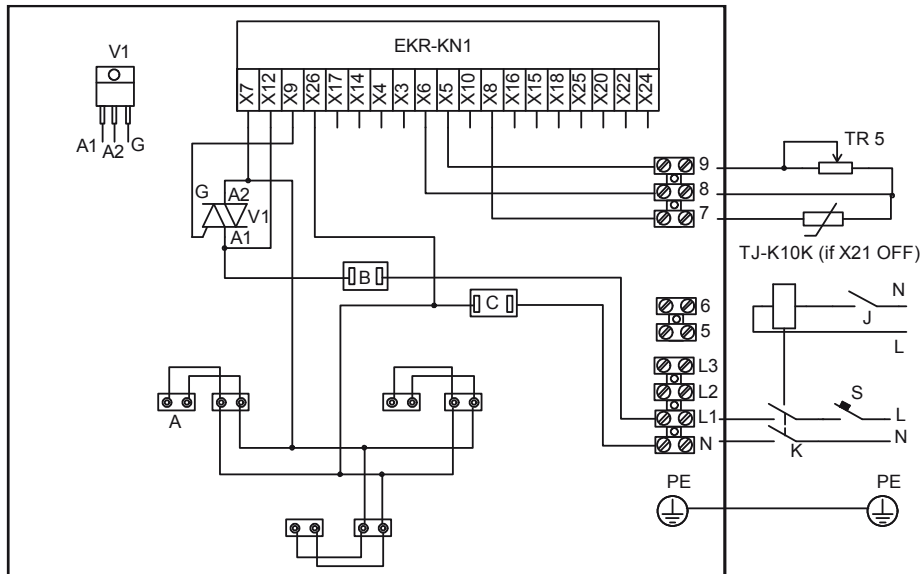 V1
A1 A2 G
EKR-KN1
X7 X12 X9 X26 X17 X14 X4 X3 X6 X5 X10 X8 X16 X15 X18 X25 X20 X22 X24
G A2
V1
A1
B
C
A
9
8
7
6
5
L3
L2
L1
N
TR 5
TJ-K10K (if X21 OFF)
N
J
L
S
L
N
K
PE
PE